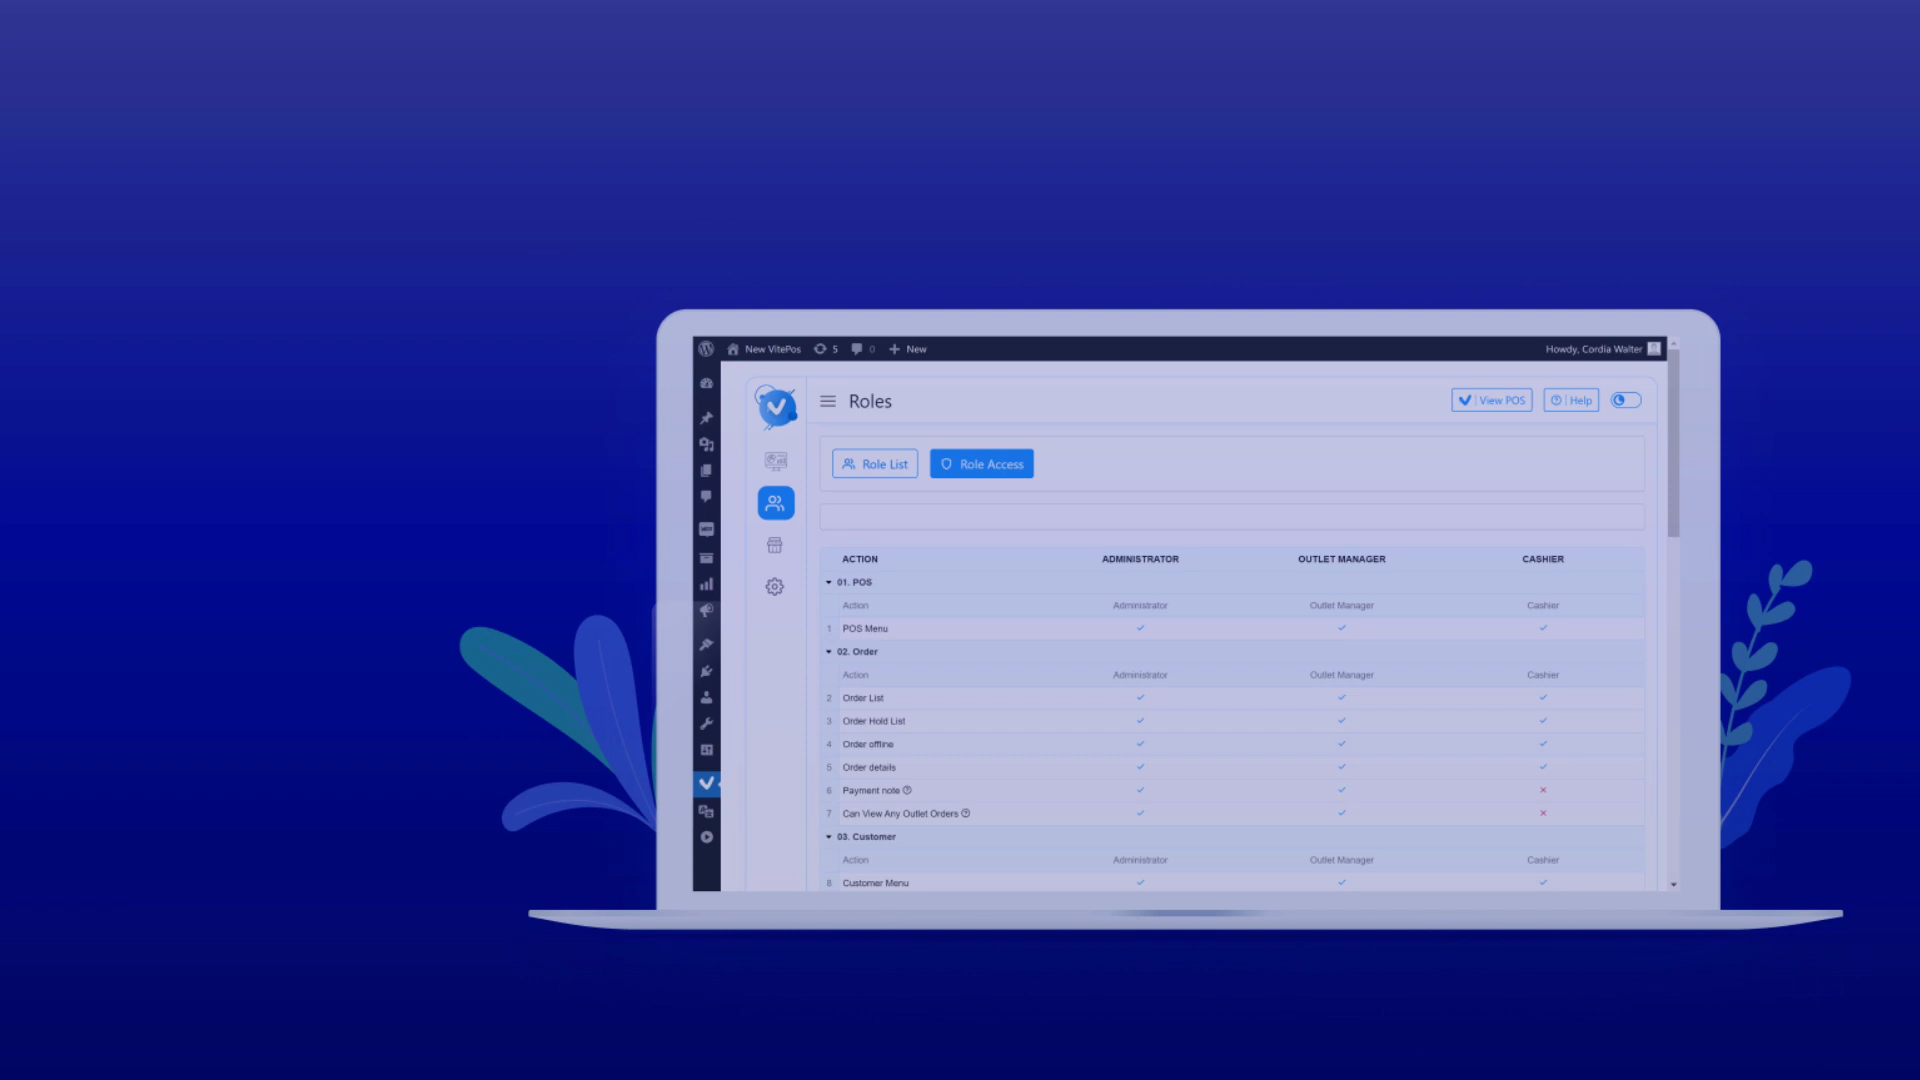 New VitePos 5 0 New Howdy, Cordia Walter
Roles View POS Help
Role List Role Access
ACTION ADMINISTRATOR OUTLET MANAGER CASHIER
01. POS
Action Administrator Outlet Manager Cashier
1 POS Menu
02. Order
Action Administrator Outlet Manager Cashier
2 Order List
3 Order Hold List
4 Order offline
5 Order details
6 Payment note
7 Can View Any Outlet Orders
03. Customer
Action Administrator Outlet Manager Cashier
8 Customer Menu